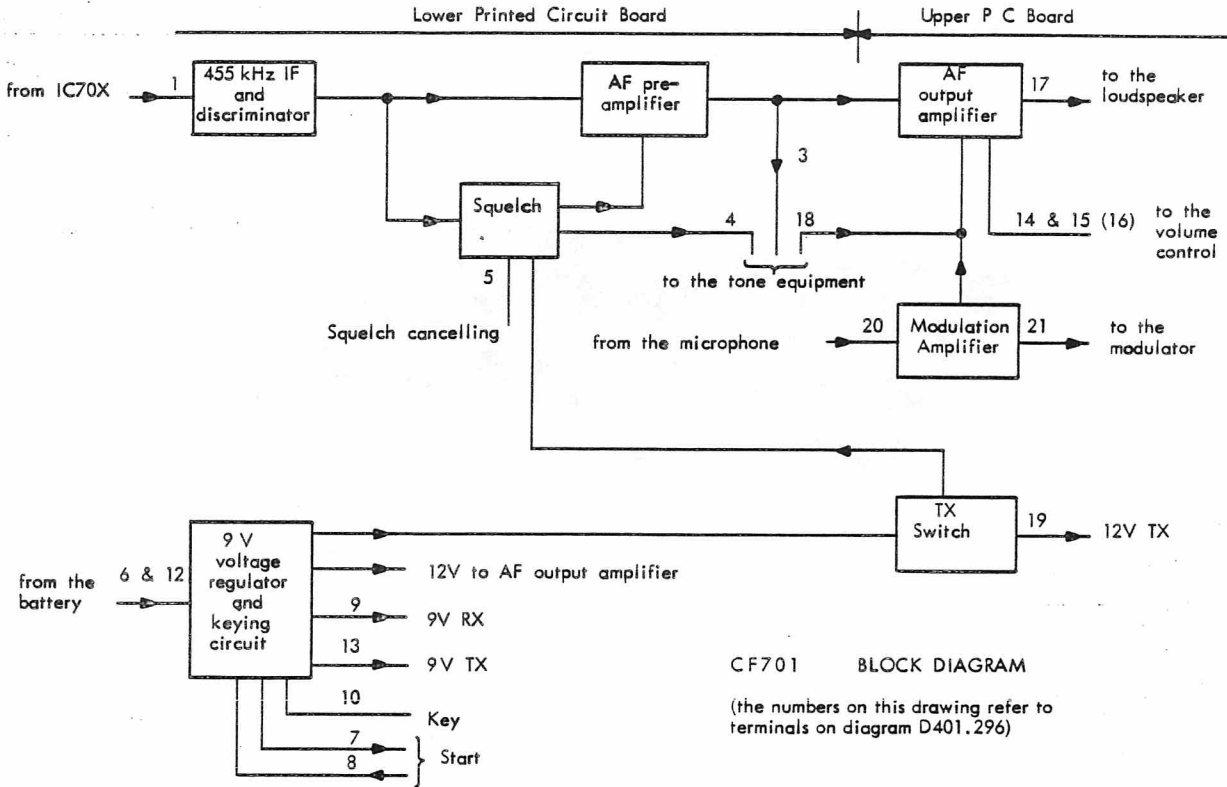 Lower Printed Circuit Board
Upper P C Board
from IC70X
1
455 kHz IF
and
discriminator
AF pre-
amplifier
AF
output
amplifier
17
to the
loudspeaker
3
Squelch
4
18
14 & 15 (16)
to the
volume
control
5
to the tone equipment
Squelch cancelling
from the microphone
20
Modulation
Amplifier
21
to the
modulator
TX
Switch
19
12V TX
from the
battery
6 & 12
9 V
voltage
regulator
and
keying
circuit
12V to AF output amplifier
9
9V RX
13
9V TX
10
Key
7
8
Start
CF701 BLOCK DIAGRAM
(the numbers on this drawing refer to
terminals on diagram D401.296)